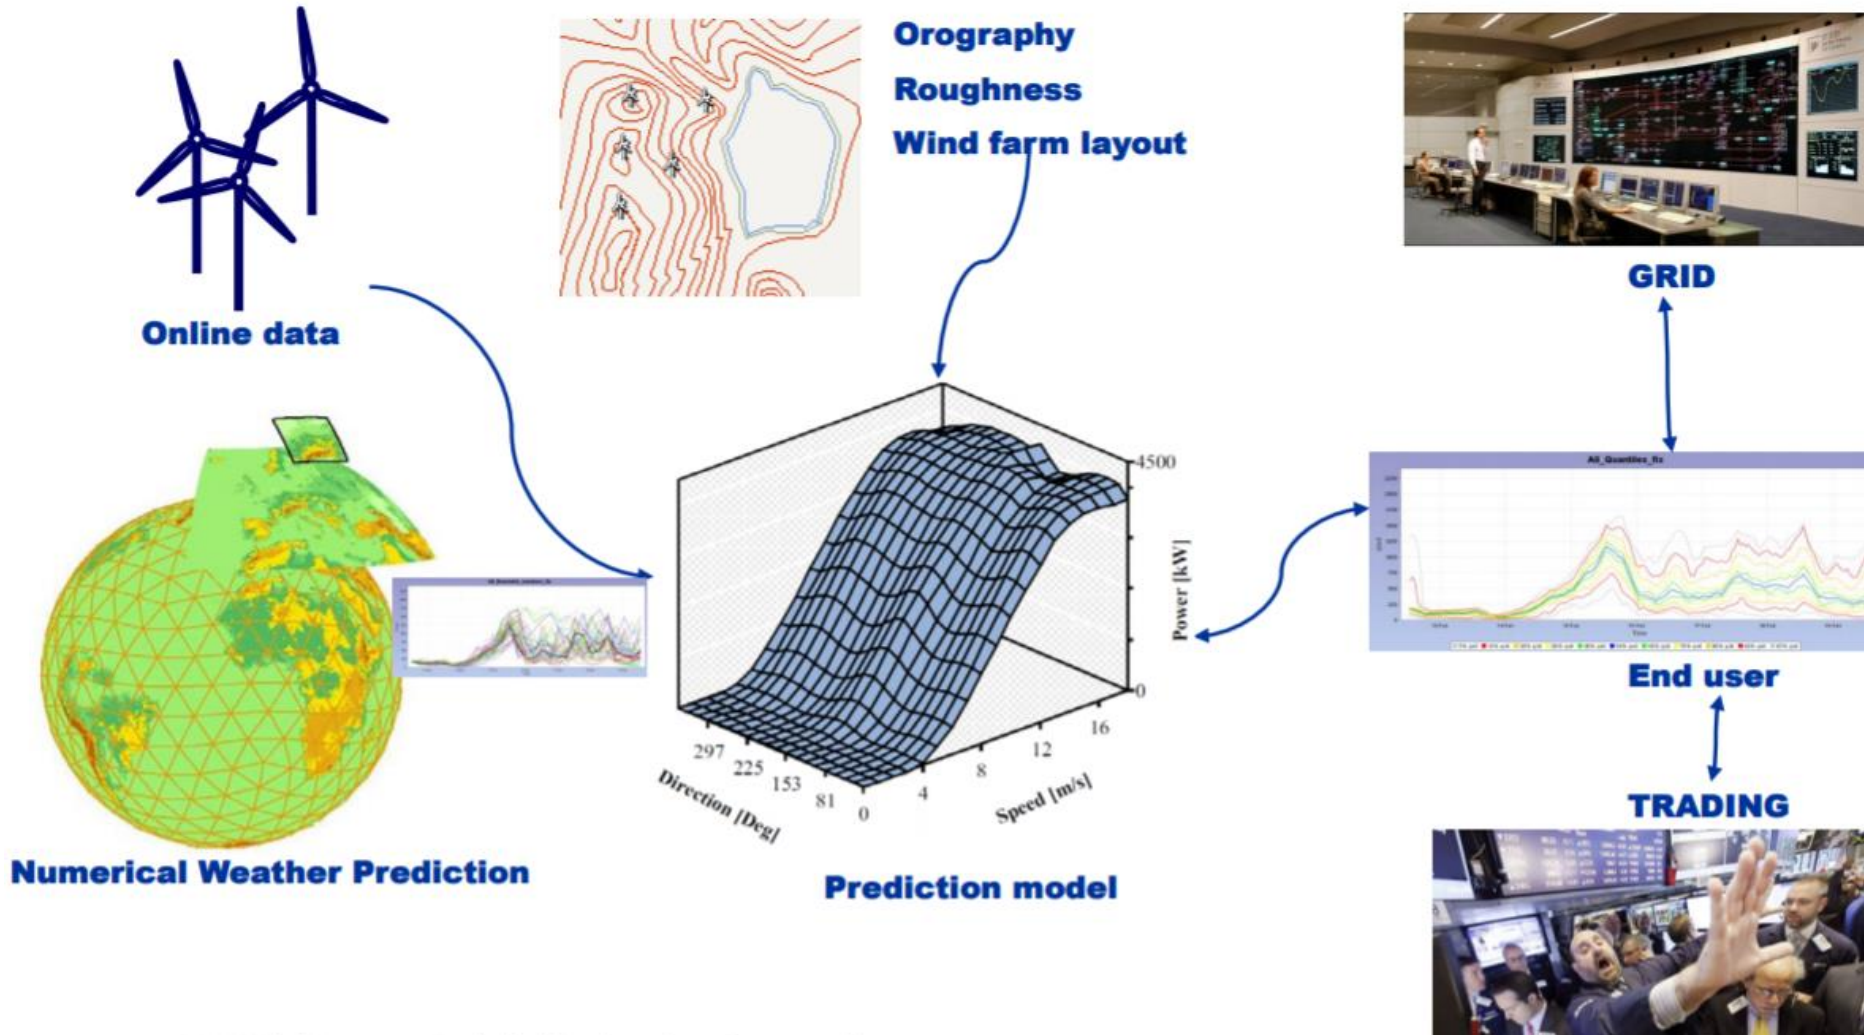 Orography
Roughness
Wind farm layout
GRID
Online data
4500
Power [kW]
0
16
12
8
4
Speed [m/s]
297
225
153
81
0
Direction [Deg]
All_Quantiles_fix
Time
End user
TRADING
Numerical Weather Prediction
Prediction model